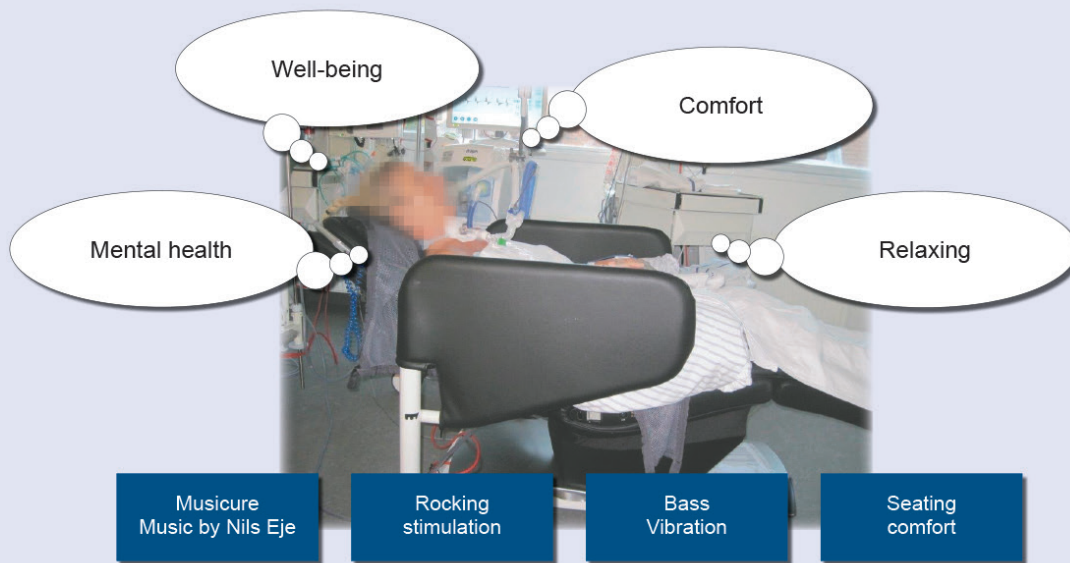 Well-being
Comfort
Mental health
Relaxing
Musicure
Music by Nils Eje
Rocking
stimulation
Bass
Vibration
Seating
comfort